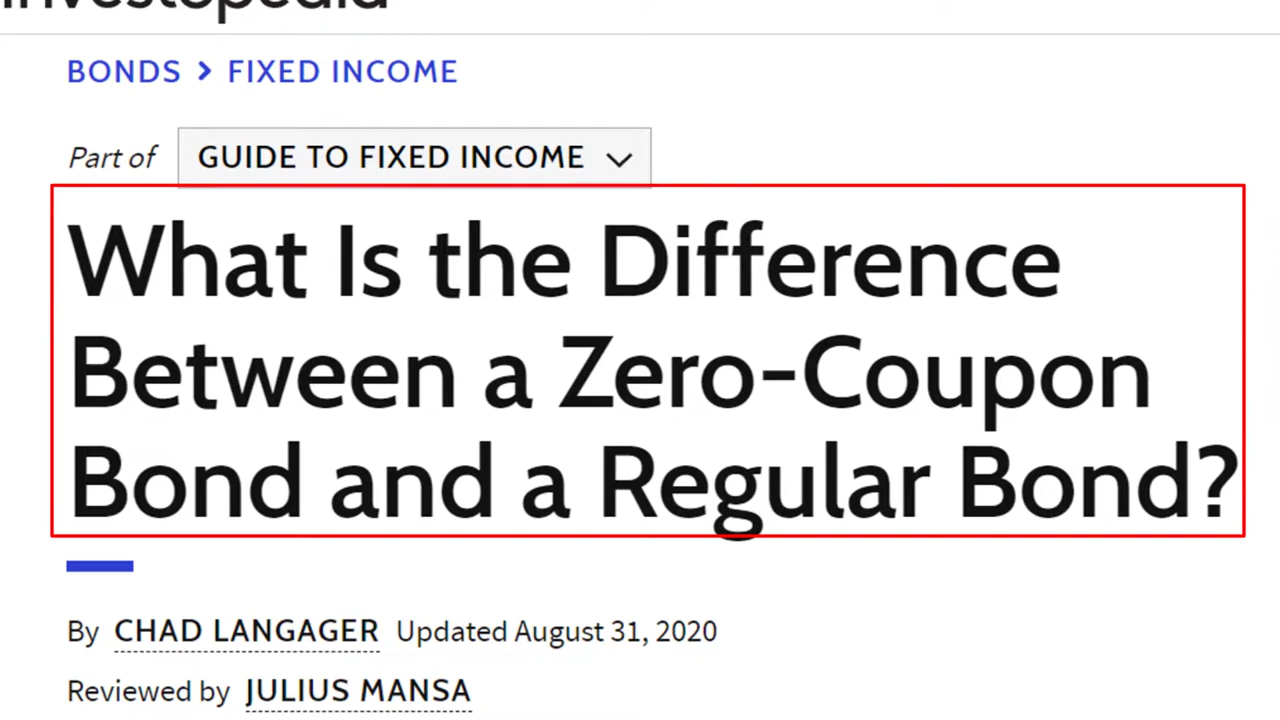 BONDS > FIXED INCOME
Part of GUIDE TO FIXED INCOME
What Is the Difference
Between a Zero-Coupon
Bond and a Regular Bond?
By CHAD LANGAGER Updated August 31, 2020
Reviewed by JULIUS MANSA